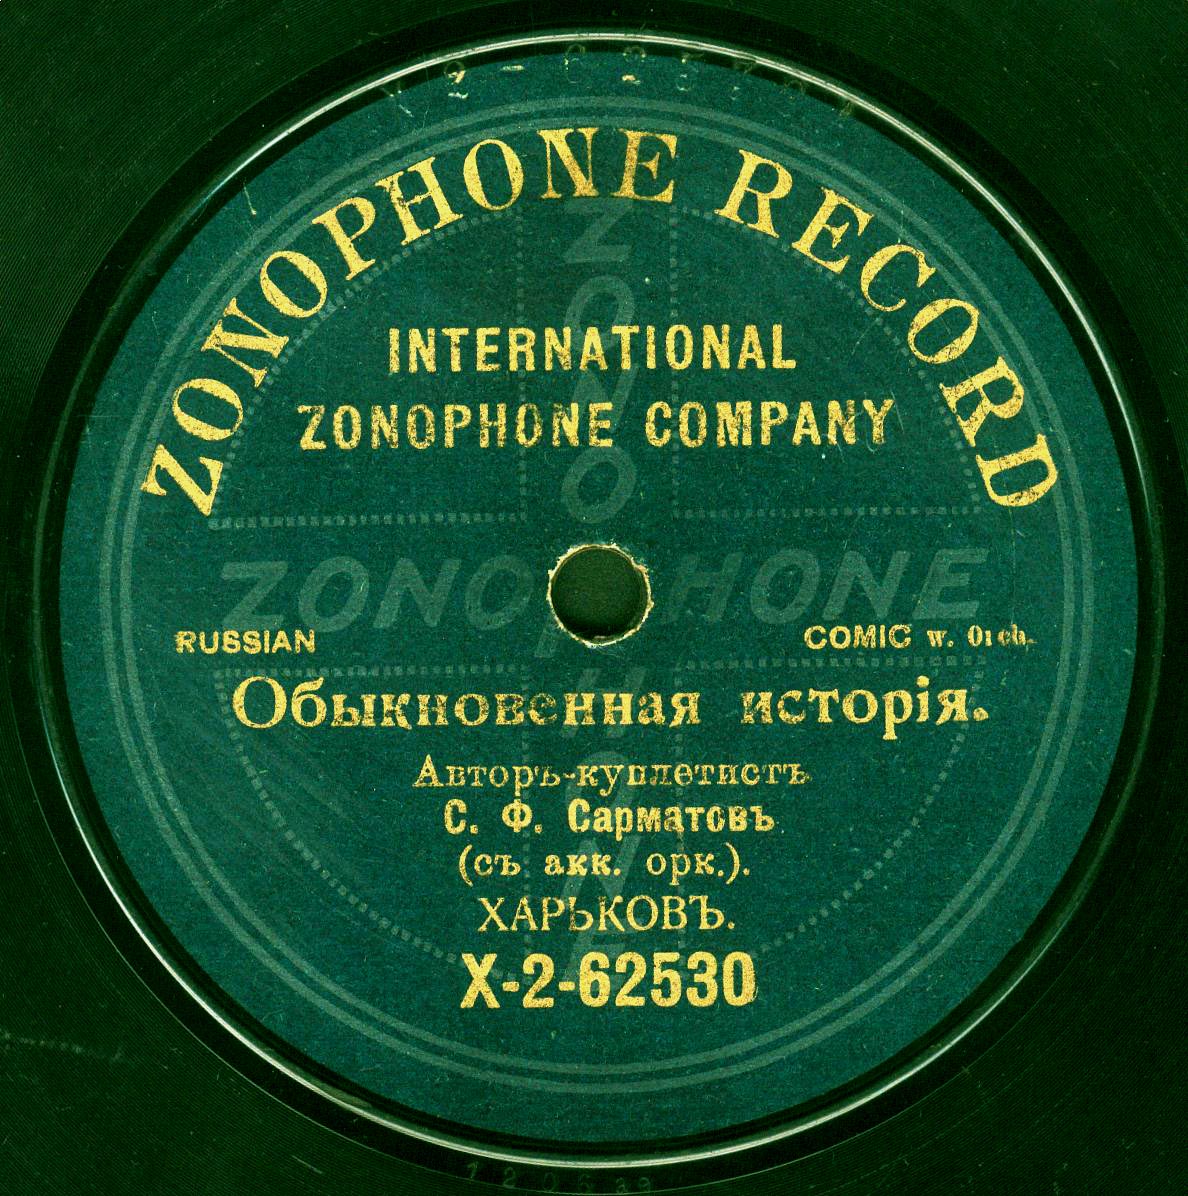 ZONOPHONE RECORD
INTERNATIONAL
ZONOPHONE COMPANY
ZONOPHONE
ZONOPHONE
RUSSIAN
COMIC w. Orch.
Обыкновенная исторія.
Авторъ-куплетистъ
С. Ф. Сарматовъ
(съ акк. орк.).
ХАРЬКОВЪ.
X-2-62530